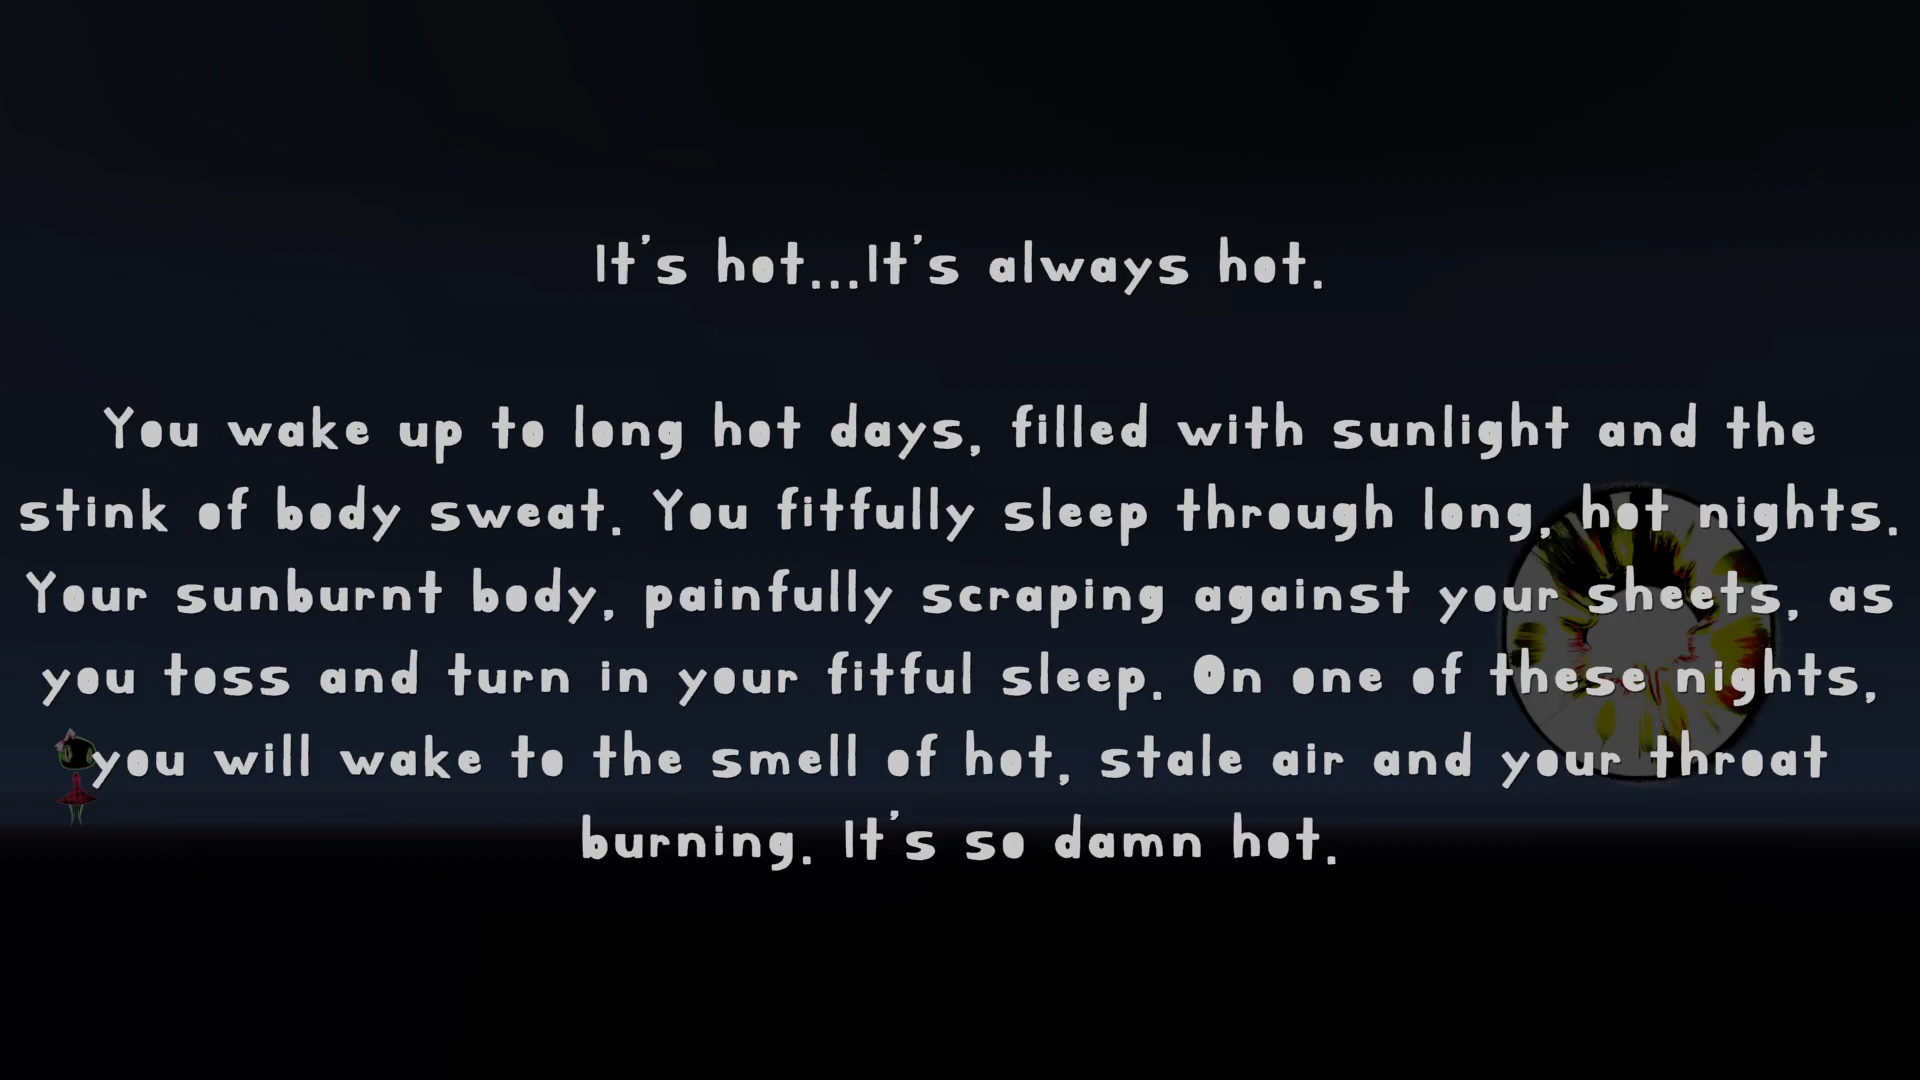 It's hot...It's always hot.
You wake up to long hot days, filled with sunlight and the
stink of body sweat. You fitfully sleep through long, hot nights.
Your sunburnt body, painfully scraping against your sheets, as
you toss and turn in your fitful sleep. On one of these nights,
you will wake to the smell of hot, stale air and your throat
burning. It's so damn hot.